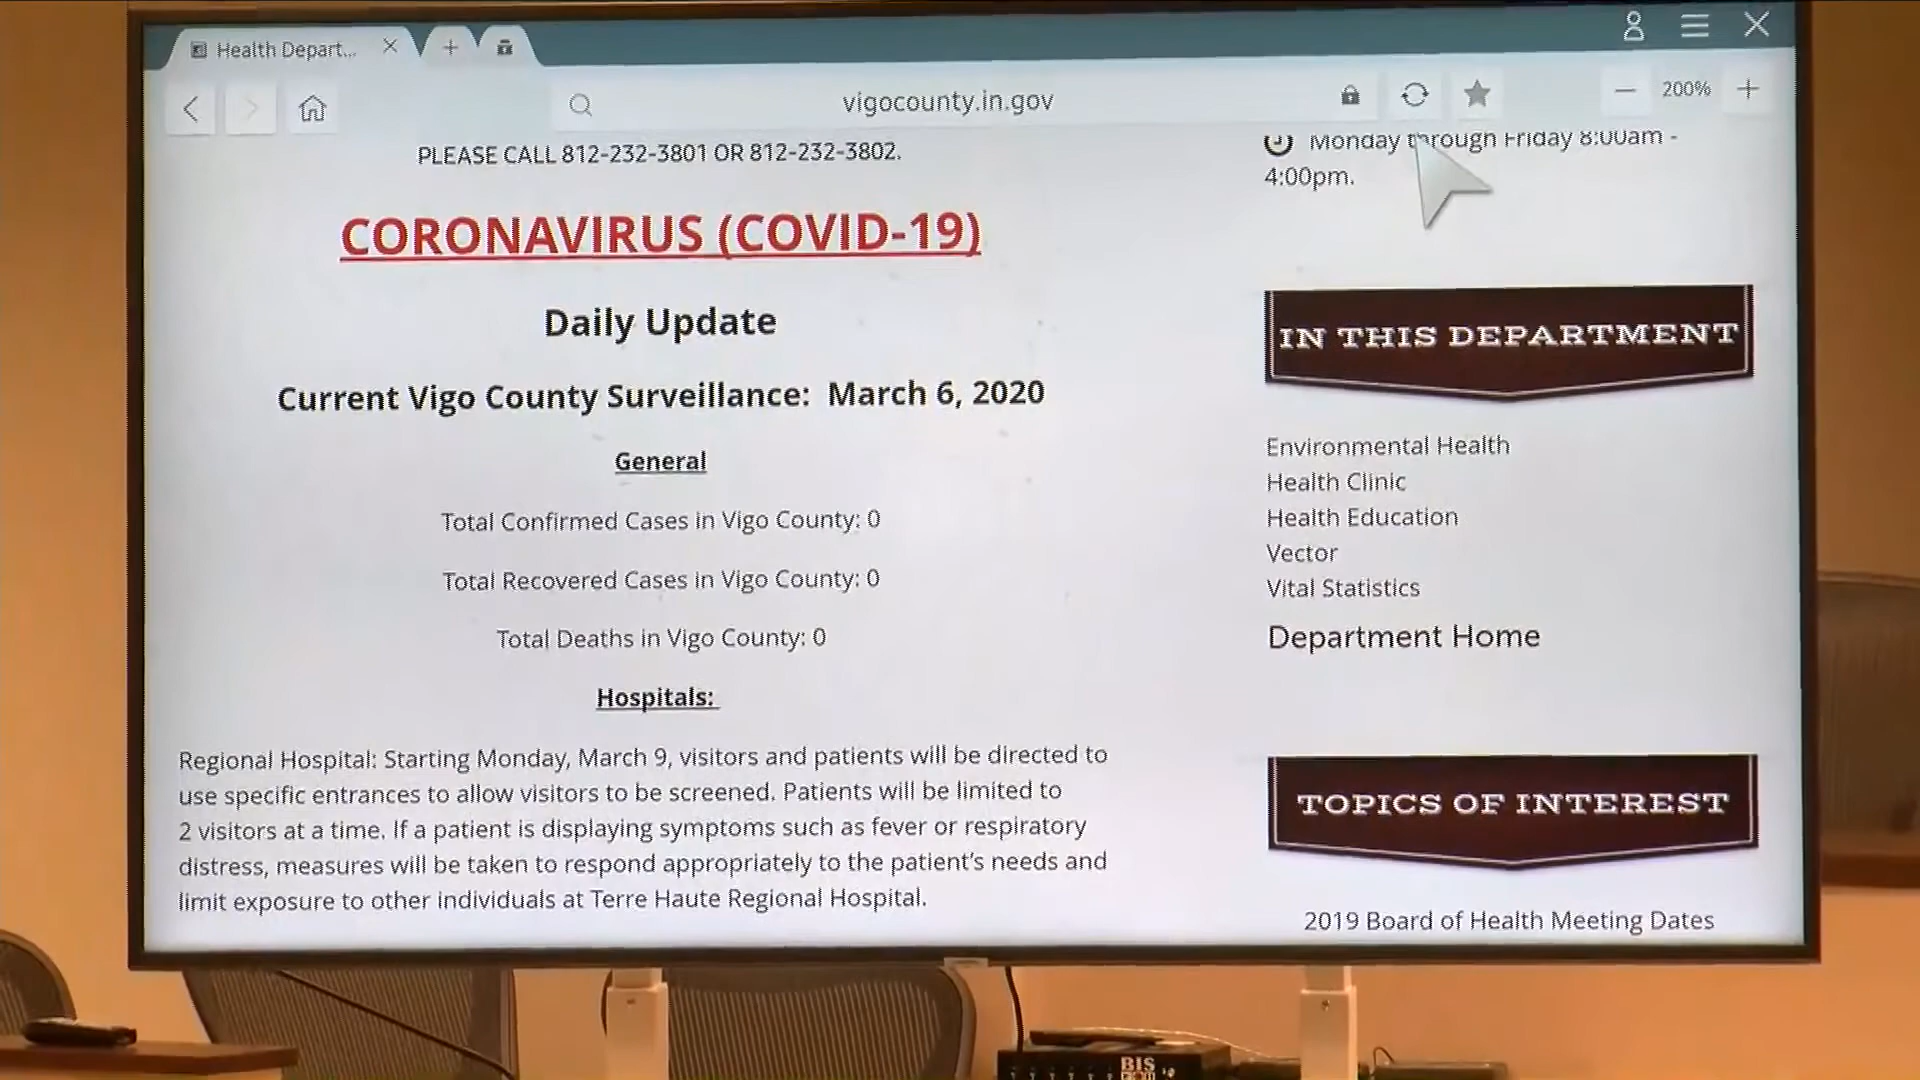 Health Depart...
vigocounty.in.gov
200%
PLEASE CALL 812-232-3801 OR 812-232-3802.
CORONAVIRUS (COVID-19)
Daily Update
Current Vigo County Surveillance: March 6, 2020
General
Total Confirmed Cases in Vigo County: 0
Total Recovered Cases in Vigo County: 0
Total Deaths in Vigo County: 0
Hospitals:
Regional Hospital: Starting Monday, March 9, visitors and patients will be directed to
use specific entrances to allow visitors to be screened. Patients will be limited to
2 visitors at a time. If a patient is displaying symptoms such as fever or respiratory
distress, measures will be taken to respond appropriately to the patient's needs and
limit exposure to other individuals at Terre Haute Regional Hospital.
Monday through Friday 8:00am -
4:00pm.
IN THIS DEPARTMENT
Environmental Health
Health Clinic
Health Education
Vector
Vital Statistics
Department Home
TOPICS OF INTEREST
2019 Board of Health Meeting Dates
BIS